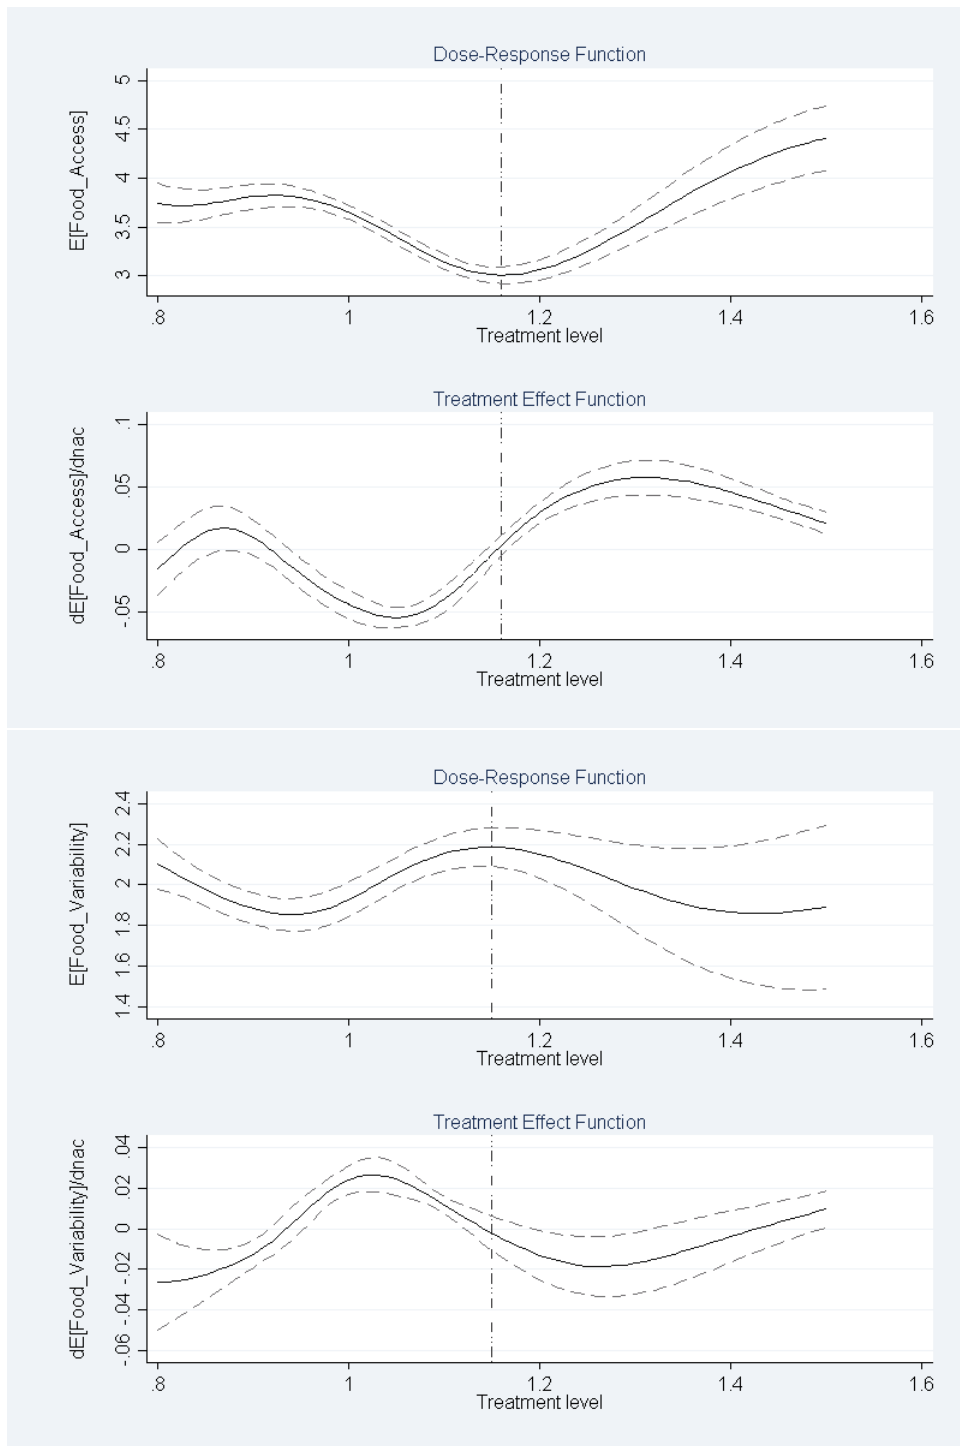 Dose-Response Function
E[Food_Access]
5
4.5
4
3.5
3
.8 1 1.2 1.4 1.6
Treatment level
Treatment Effect Function
dE[Food_Access]/dnac
.1
.05
0
-.05
.8 1 1.2 1.4 1.6
Treatment level
Dose-Response Function
E[Food_Variability]
2.4
2.2
2
1.8
1.6
1.4
.8 1 1.2 1.4 1.6
Treatment level
Treatment Effect Function
dE[Food_Variability]/dnac
.04
.02
0
-.02
-.04
-.06
.8 1 1.2 1.4 1.6
Treatment level